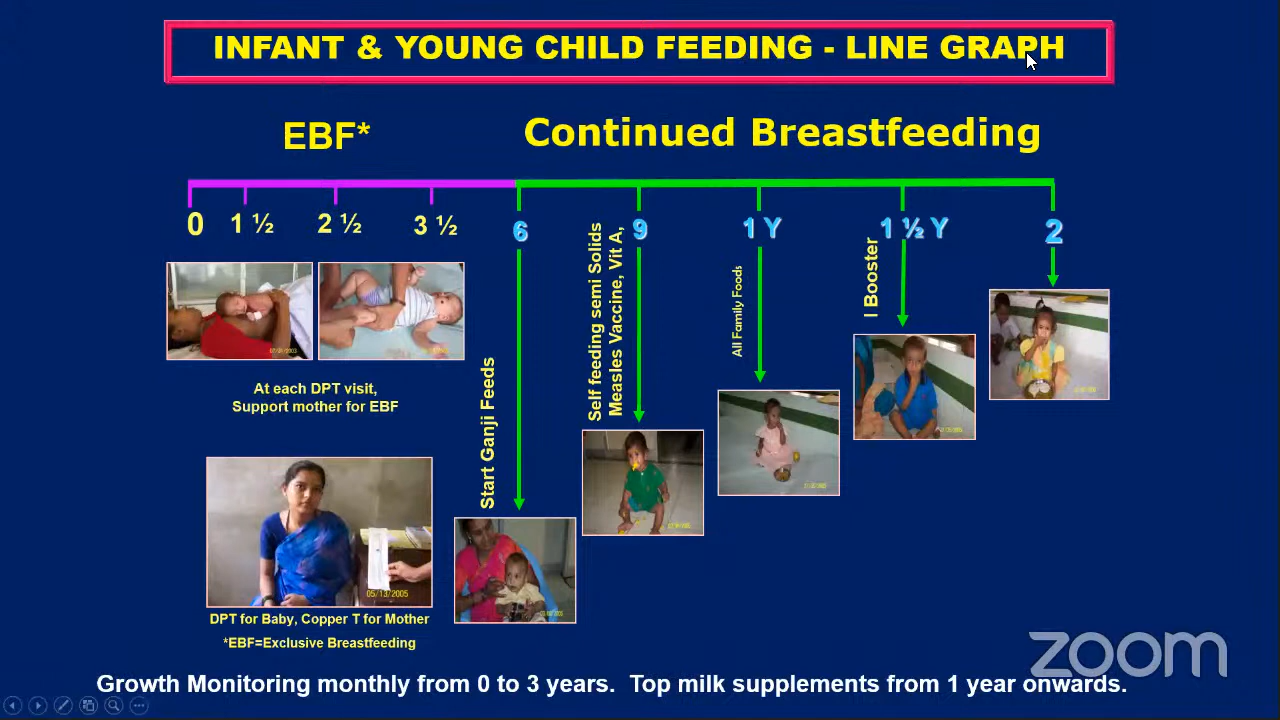 INFANT & YOUNG CHILD FEEDING - LINE GRAPH
EBF*
Continued Breastfeeding
0
1 ½
2 ½
3 ½
6
9
1 Y
1 ½ Y
2
Start Ganji Feeds
Self feeding semi Solids
Measles Vaccine, Vit A,
All Family Foods
I Booster
At each DPT visit,
Support mother for EBF
05/13/2005
DPT for Baby, Copper T for Mother
*EBF=Exclusive Breastfeeding
zoom
Growth Monitoring monthly from 0 to 3 years. Top milk supplements from 1 year onwards.